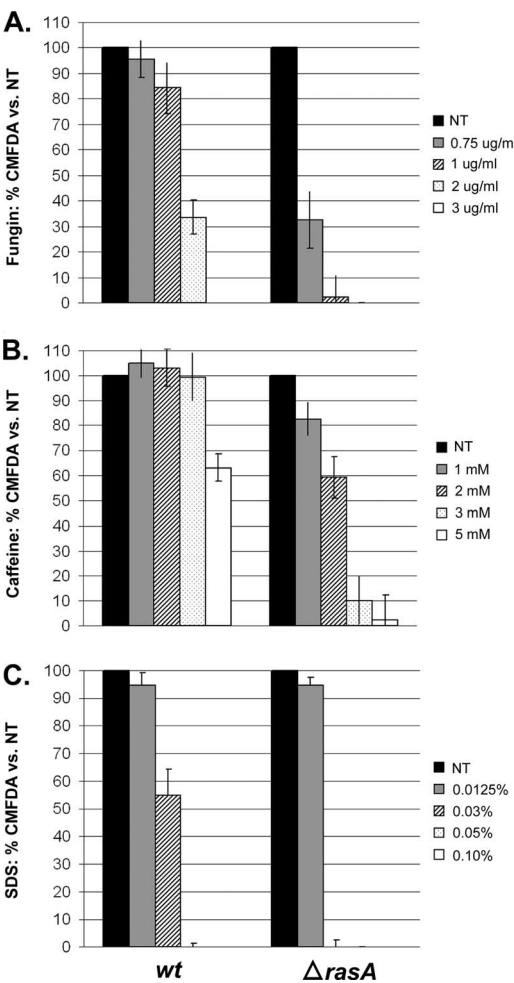 A.
Fungin: % CMFDA vs. NT
110
100
90
80
70
60
50
40
30
20
10
0
NT
0.75 ug/m
1 ug/ml
2 ug/ml
3 ug/ml
B.
Caffeine: % CMFDA vs. NT
110
100
90
80
70
60
50
40
30
20
10
0
NT
1 mM
2 mM
3 mM
5 mM
C.
SDS: % CMFDA vs. NT
100
90
80
70
60
50
40
30
20
10
0
NT
0.0125%
0.03%
0.05%
0.10%
wt
ΔrasA